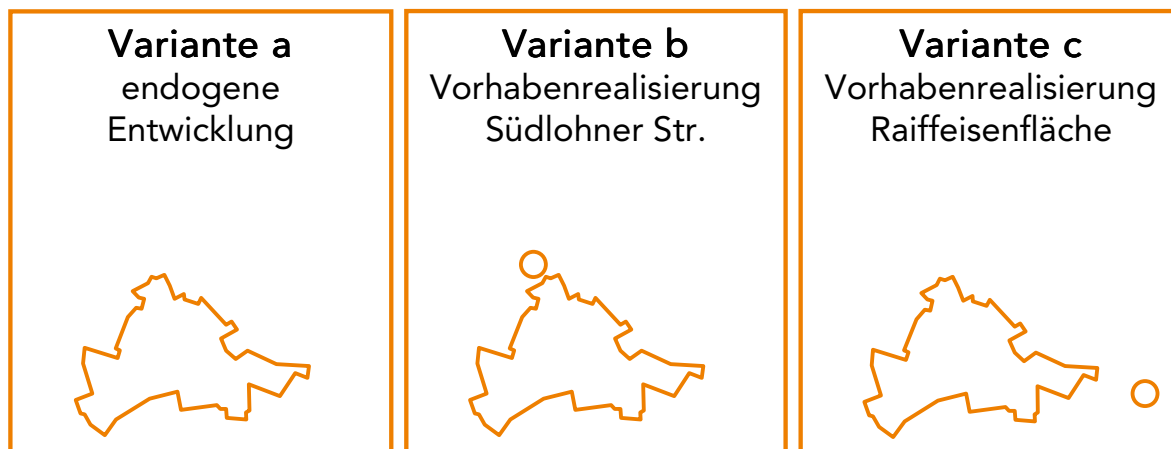 Variante a
endogene
Entwicklung
Variante b
Vorhabenrealisierung
Südlohner Str.
Variante c
Vorhabenrealisierung
Raiffeisenfläche